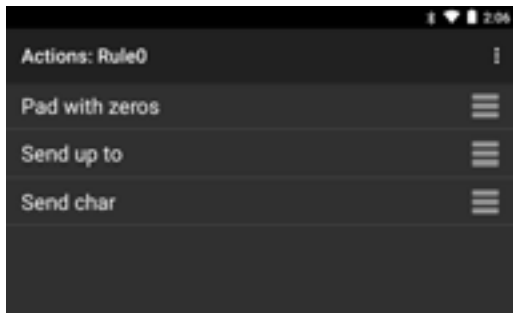 2:06
Actions: Rule0
Pad with zeros
Send up to
Send char